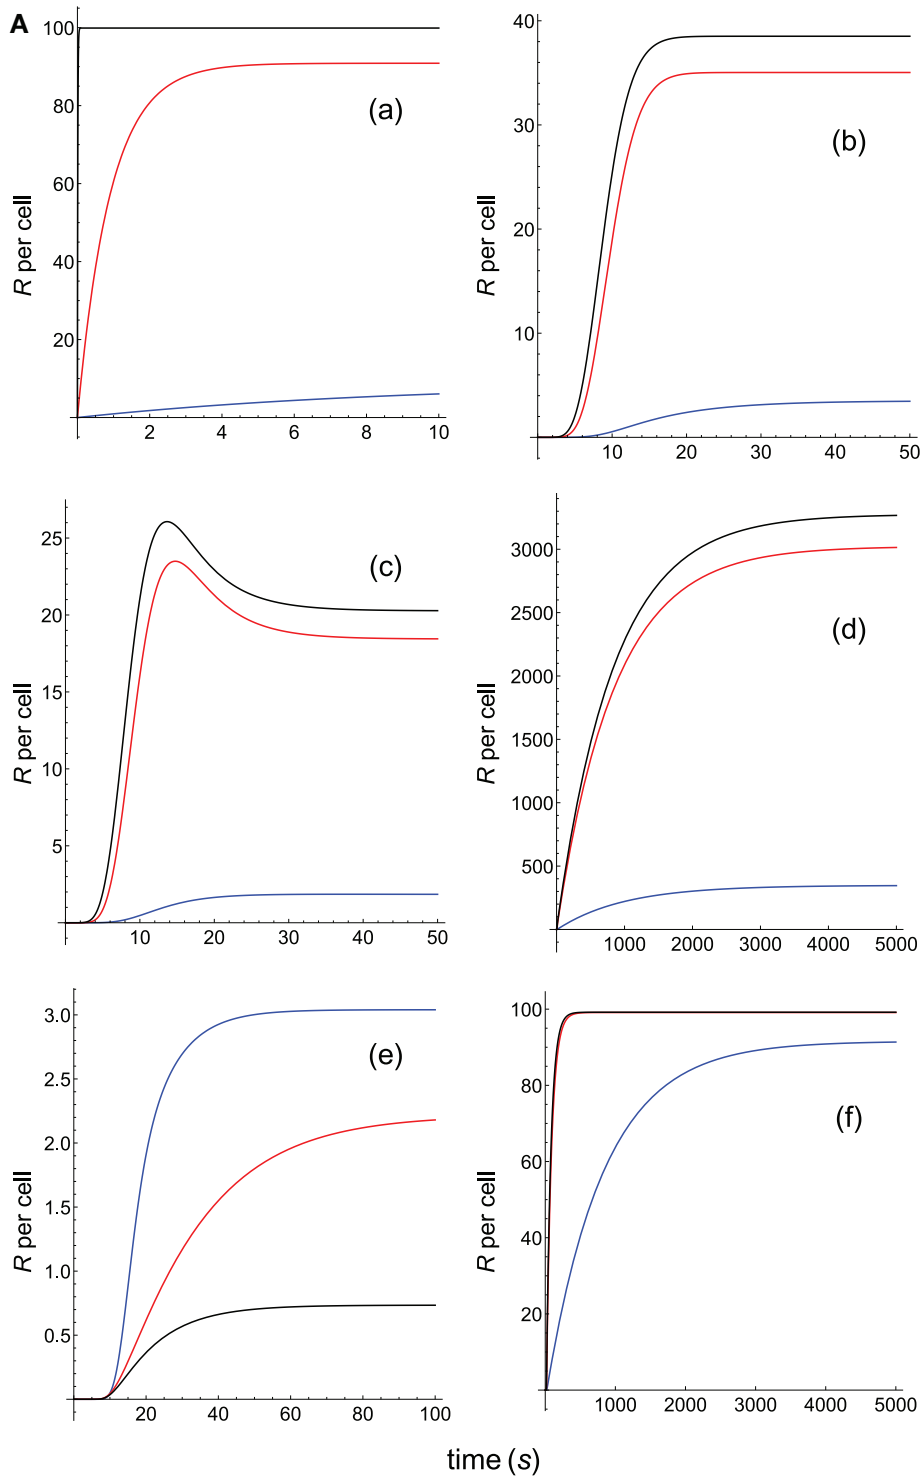 A
R per cell
100
80
60
40
20
2 4 6 8 10
(a)
R per cell
40
30
20
10
10 20 30 40 50
(b)
R per cell
25
20
15
10
5
10 20 30 40 50
(c)
R per cell
3000
2500
2000
1500
1000
500
1000 2000 3000 4000 5000
(d)
R per cell
3.0
2.5
2.0
1.5
1.0
0.5
20 40 60 80 100
(e)
R per cell
100
80
60
40
20
1000 2000 3000 4000 5000
(f)
time (s)